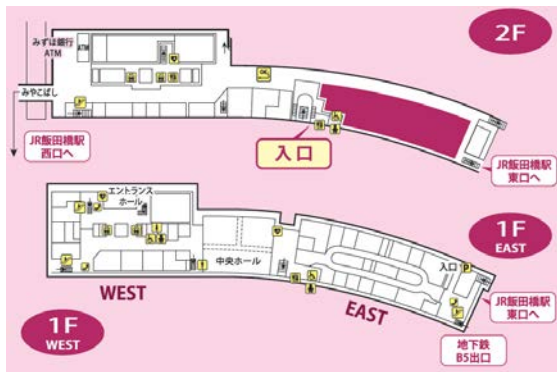 2F
みずほ銀行
ATM
ATM
みやこばし
JR飯田橋駅
西口へ
入口
JR飯田橋駅
東口へ
エントランス
ホール
中央ホール
WEST
EAST
1F
EAST
入口
P
JR飯田橋駅
東口へ
地下鉄
B5出口
1F
WEST